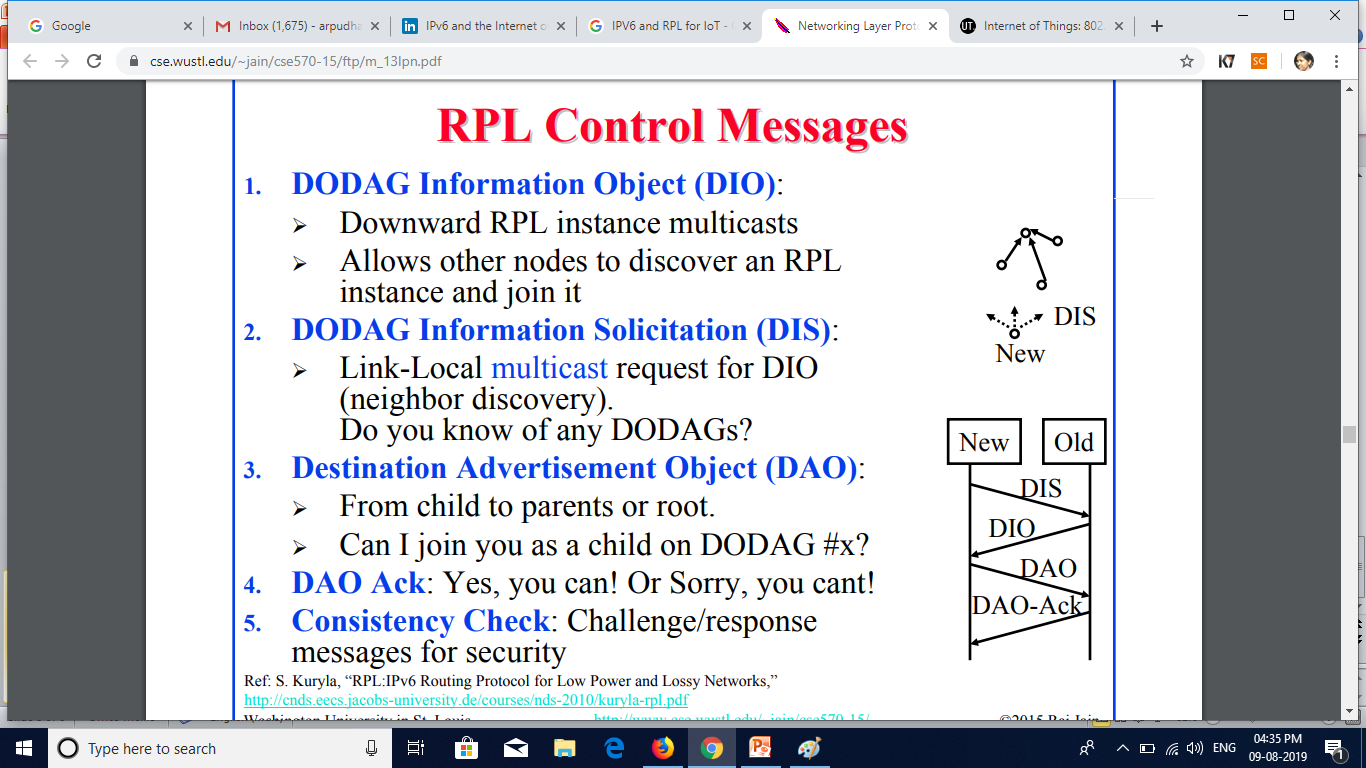 Google
Inbox (1,675) - arpudha
IPv6 and the Internet o
IPV6 and RPL for IoT -
Networking Layer Proto
Internet of Things: 802.
cse.wustl.edu/~jain/cse570-15/ftp/m_13lpn.pdf
K7
SC
RPL Control Messages
1. DODAG Information Object (DIO):
➢ Downward RPL instance multicasts
➢ Allows other nodes to discover an RPL
instance and join it
2. DODAG Information Solicitation (DIS):
➢ Link-Local multicast request for DIO
(neighbor discovery).
Do you know of any DODAGs?
3. Destination Advertisement Object (DAO):
➢ From child to parents or root.
➢ Can I join you as a child on DODAG #x?
4. DAO Ack: Yes, you can! Or Sorry, you cant!
5. Consistency Check: Challenge/response
messages for security
DIS
New
New Old
DIS
DIO
DAO
DAO-Ack
Ref: S. Kuryla, “RPL:IPv6 Routing Protocol for Low Power and Lossy Networks,”
http://cnds.eecs.jacobs-university.de/courses/nds-2010/kuryla-rpl.pdf
Washington University in St. Louis http://www.cse.wustl.edu/~jain/cse570-15/ ©2015 Raj Jain
Type here to search
ENG
04:35 PM
09-08-2019
1